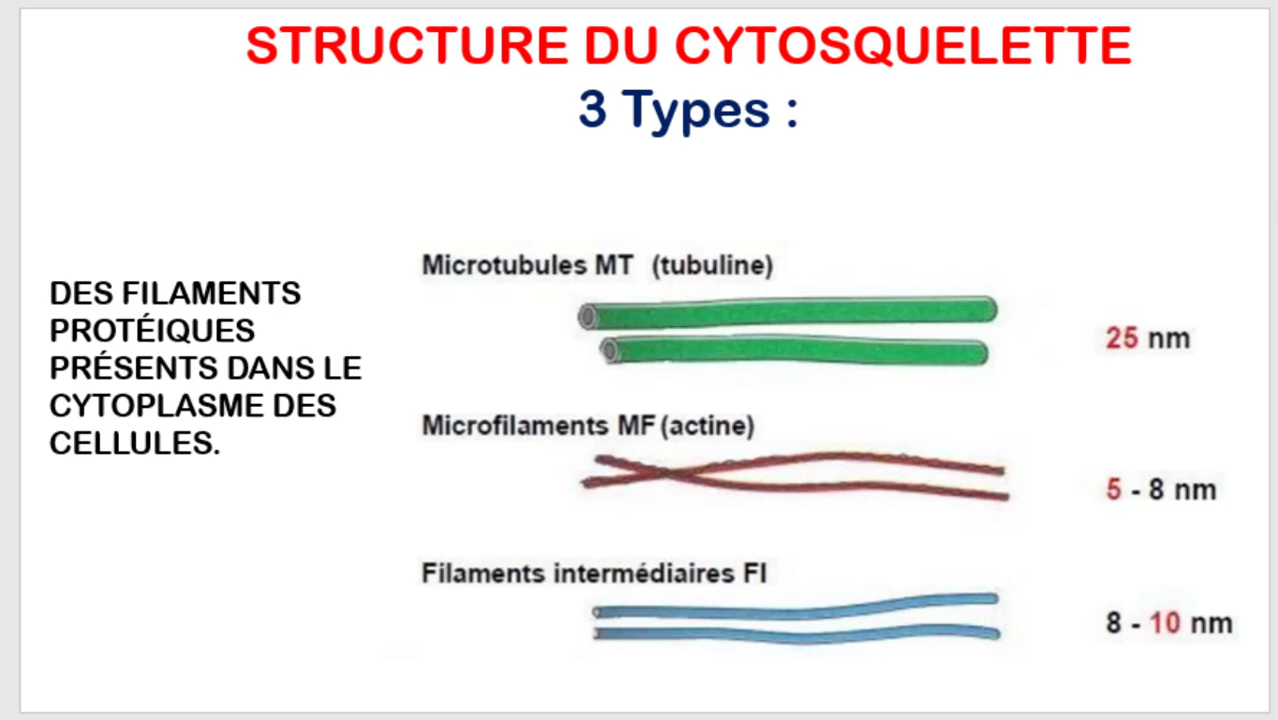 STRUCTURE DU CYTOSQUELETTE
3 Types :
DES FILAMENTS
PROTÉIQUES
PRÉSENTS DANS LE
CYTOPLASME DES
CELLULES.
Microtubules MT (tubuline)
25 nm
Microfilaments MF (actine)
5 - 8 nm
Filaments intermédiaires FI
8 - 10 nm